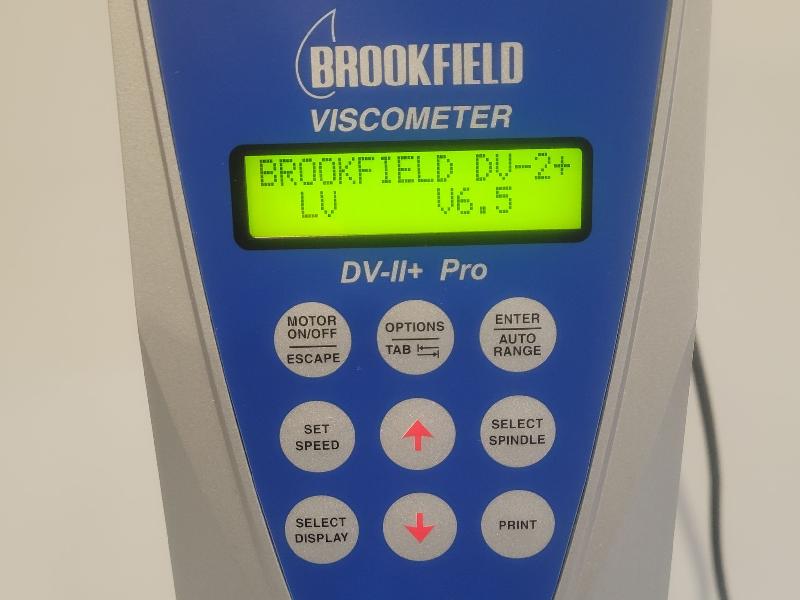 BROOKFIELD
VISCOMETER
BROOKFIELD DV-2+
LV V6.5
DV-II+ Pro
MOTOR
ON/OFF
ESCAPE
OPTIONS
TAB
ENTER
AUTO
RANGE
SET
SPEED
SELECT
SPINDLE
SELECT
DISPLAY
PRINT